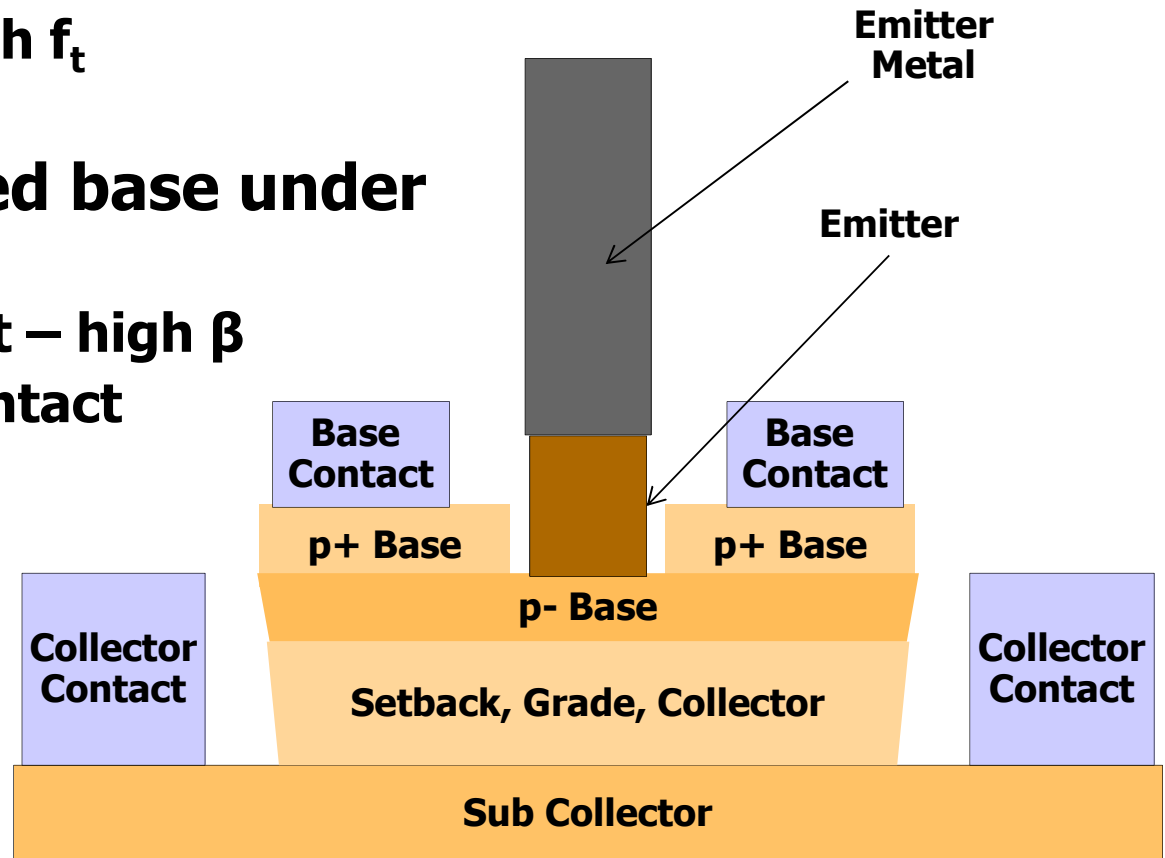 h fₜ
ed base under
t – high β
ntact
Emitter
Metal
Emitter
Base
Contact
Base
Contact
p+ Base
p+ Base
p- Base
Collector
Contact
Collector
Contact
Setback, Grade, Collector
Sub Collector